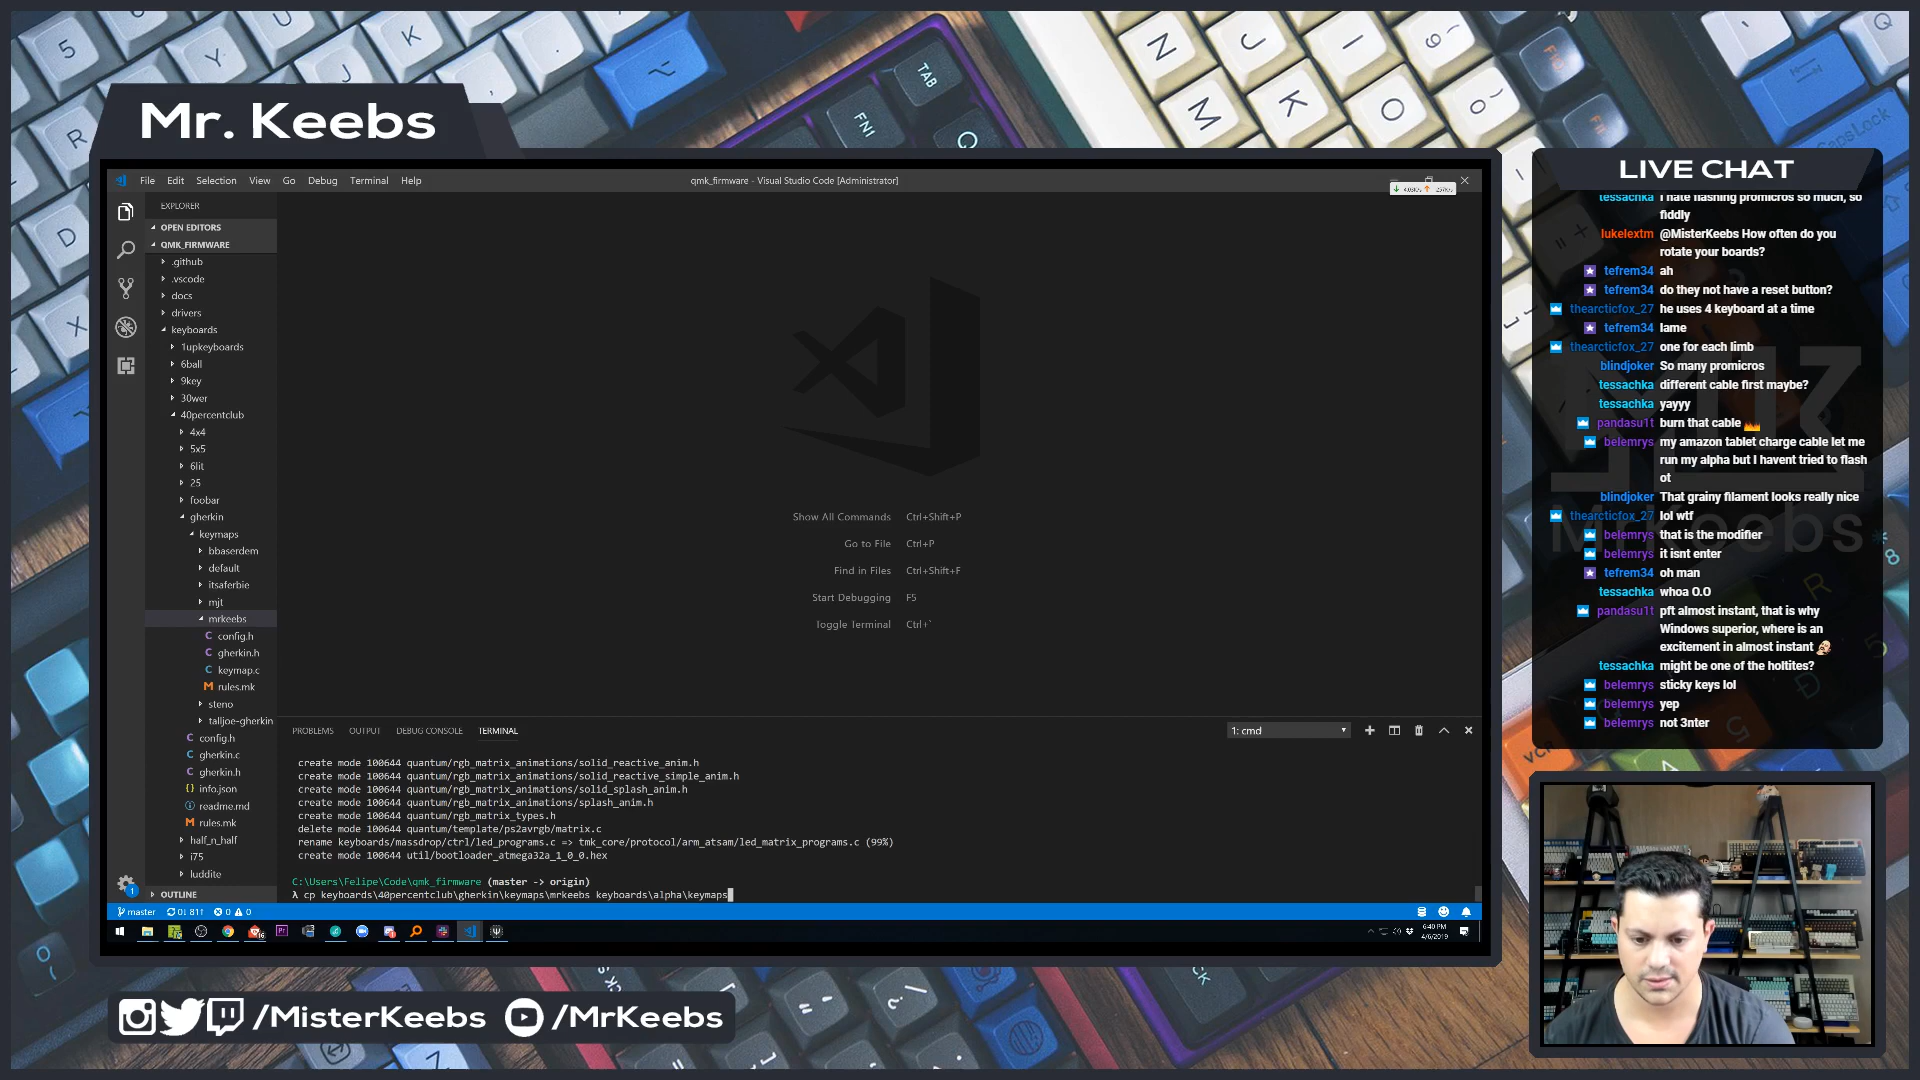 Mr. Keebs
File Edit Selection View Go Debug Terminal Help
qmk_firmware - Visual Studio Code [Administrator]
EXPLORER
OPEN EDITORS
QMK_FIRMWARE
.github
.vscode
docs
drivers
keyboards
1upkeyboards
6ball
9key
30wer
40percentclub
4x4
5x5
6lit
25
foobar
gherkin
keymaps
bbaserdem
default
itsaferbie
mjt
mrkeebs
C config.h
C gherkin.h
C keymap.c
M rules.mk
steno
talljoe-gherkin
C config.h
C gherkin.c
C gherkin.h
{} info.json
readme.md
M rules.mk
half_n_half
i75
luddite
OUTLINE
Show All Commands Ctrl+Shift+P
Go to File Ctrl+P
Find in Files Ctrl+Shift+F
Start Debugging F5
Toggle Terminal Ctrl+`
PROBLEMS OUTPUT DEBUG CONSOLE TERMINAL
1: cmd
create mode 100644 quantum/rgb_matrix_animations/solid_reactive_anim.h
create mode 100644 quantum/rgb_matrix_animations/solid_reactive_simple_anim.h
create mode 100644 quantum/rgb_matrix_animations/solid_splash_anim.h
create mode 100644 quantum/rgb_matrix_animations/splash_anim.h
create mode 100644 quantum/rgb_matrix_types.h
delete mode 100644 quantum/template/ps2avrgb/matrix.c
rename keyboards/massdrop/ctrl/led_programs.c => tmk_core/protocol/arm_atsam/led_matrix_programs.c (99%)
create mode 100644 util/bootloader_atmega32a_1_0_0.hex
C:\Users\Felipe\Code\qmk_firmware (master -> origin)
λ cp keyboards\40percentclub\gherkin\keymaps\mrkeebs keyboards\alpha\keymaps
master 0↓ 81↑ 0 0
6:40 PM
4/6/2019
LIVE CHAT
tessachka I hate flashing promicros so much, so
fiddly
lukelextm @MisterKeebs How often do you
rotate your boards?
tefrem34 ah
tefrem34 do they not have a reset button?
thearcticfox_27 he uses 4 keyboard at a time
tefrem34 lame
thearcticfox_27 one for each limb
blindjoker So many promicros
tessachka different cable first maybe?
tessachka yayyy
pandasu1t burn that cable
belemrys my amazon tablet charge cable let me
run my alpha but I havent tried to flash
ot
blindjoker That grainy filament looks really nice
thearcticfox_27 lol wtf
belemrys that is the modifier
belemrys it isnt enter
tefrem34 oh man
tessachka whoa O.O
pandasu1t pft almost instant, that is why
Windows superior, where is an
excitement in almost instant
tessachka might be one of the holtites?
belemrys sticky keys lol
belemrys yep
belemrys not 3nter
MrKeebs
/MisterKeebs /MrKeebs